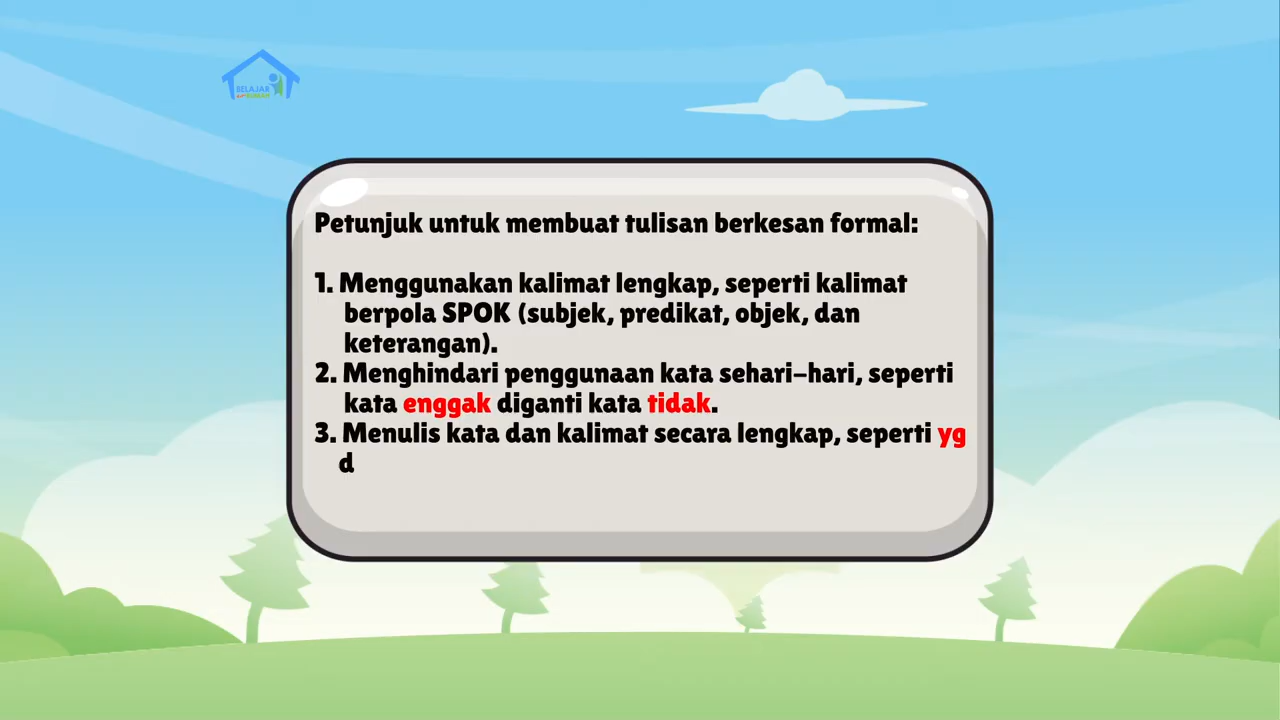 BELAJAR
Petunjuk untuk membuat tulisan berkesan formal:
1. Menggunakan kalimat lengkap, seperti kalimat
berpola SPOK (subjek, predikat, objek, dan
keterangan).
2. Menghindari penggunaan kata sehari-hari, seperti
kata enggak diganti kata tidak.
3. Menulis kata dan kalimat secara lengkap, seperti yg
d